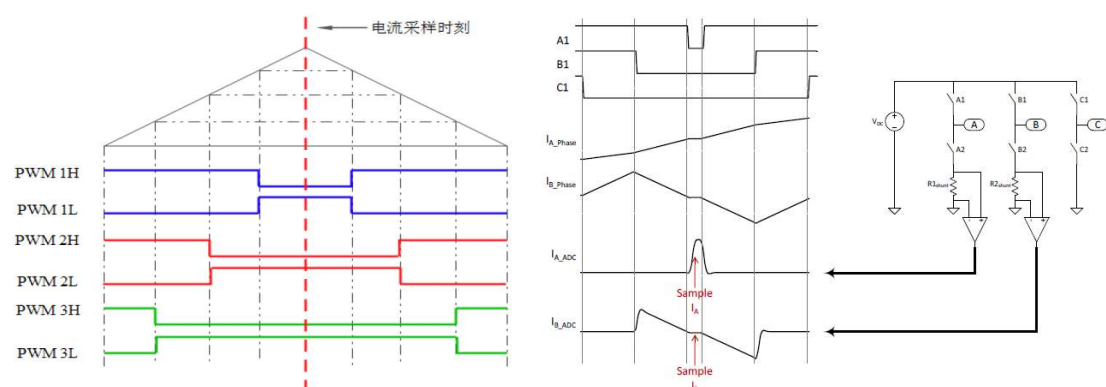 电流采样时刻
PWM 1H
PWM 1L
PWM 2H
PWM 2L
PWM 3H
PWM 3L
A1
B1
C1
I_A_Phase
I_B_Phase
I_A_ADC
Sample
I_A
I_B_ADC
Sample
V_DC
A1
B1
C1
A
B
C
A2
B2
C2
R1_shunt
R2_shunt
- +
- +
+
-